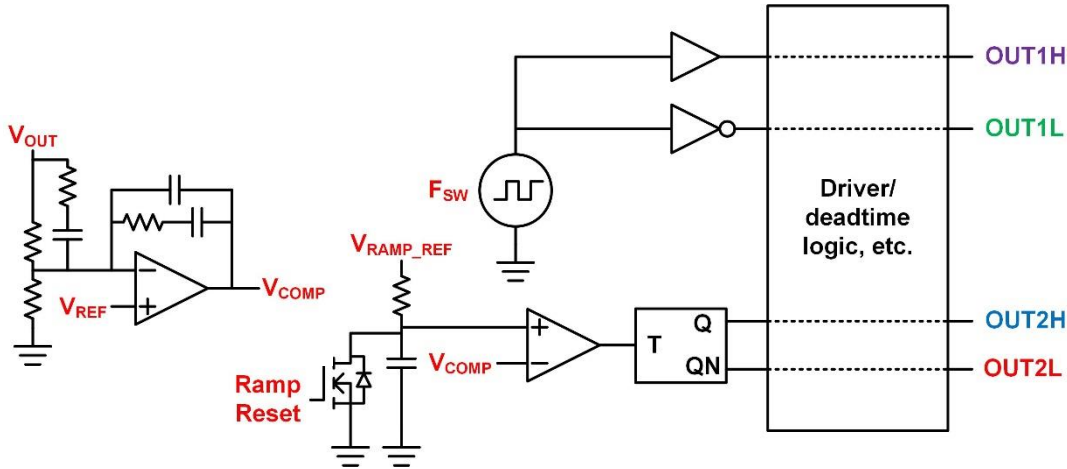 OUT1H
OUT1L
V_OUT
F_SW
Driver/
deadtime
logic, etc.
V_RAMP_REF
V_REF
V_COMP
Q
T
QN
OUT2H
V_COMP
OUT2L
Ramp
Reset